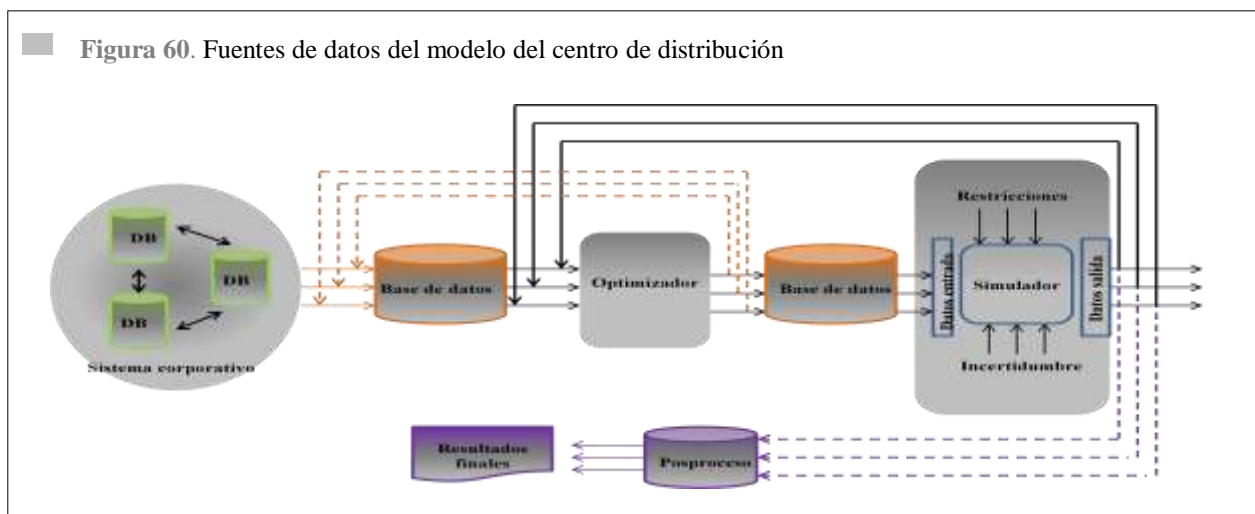 Figura 60. Fuentes de datos del modelo del centro de distribución
Restricciones
DB
DB
DB
Sistema corporativo
Base de datos
Optimizador
Base de datos
Datos entrada
Simulador
Datos salida
Incertidumbre
Resultados
finales
Posproceso